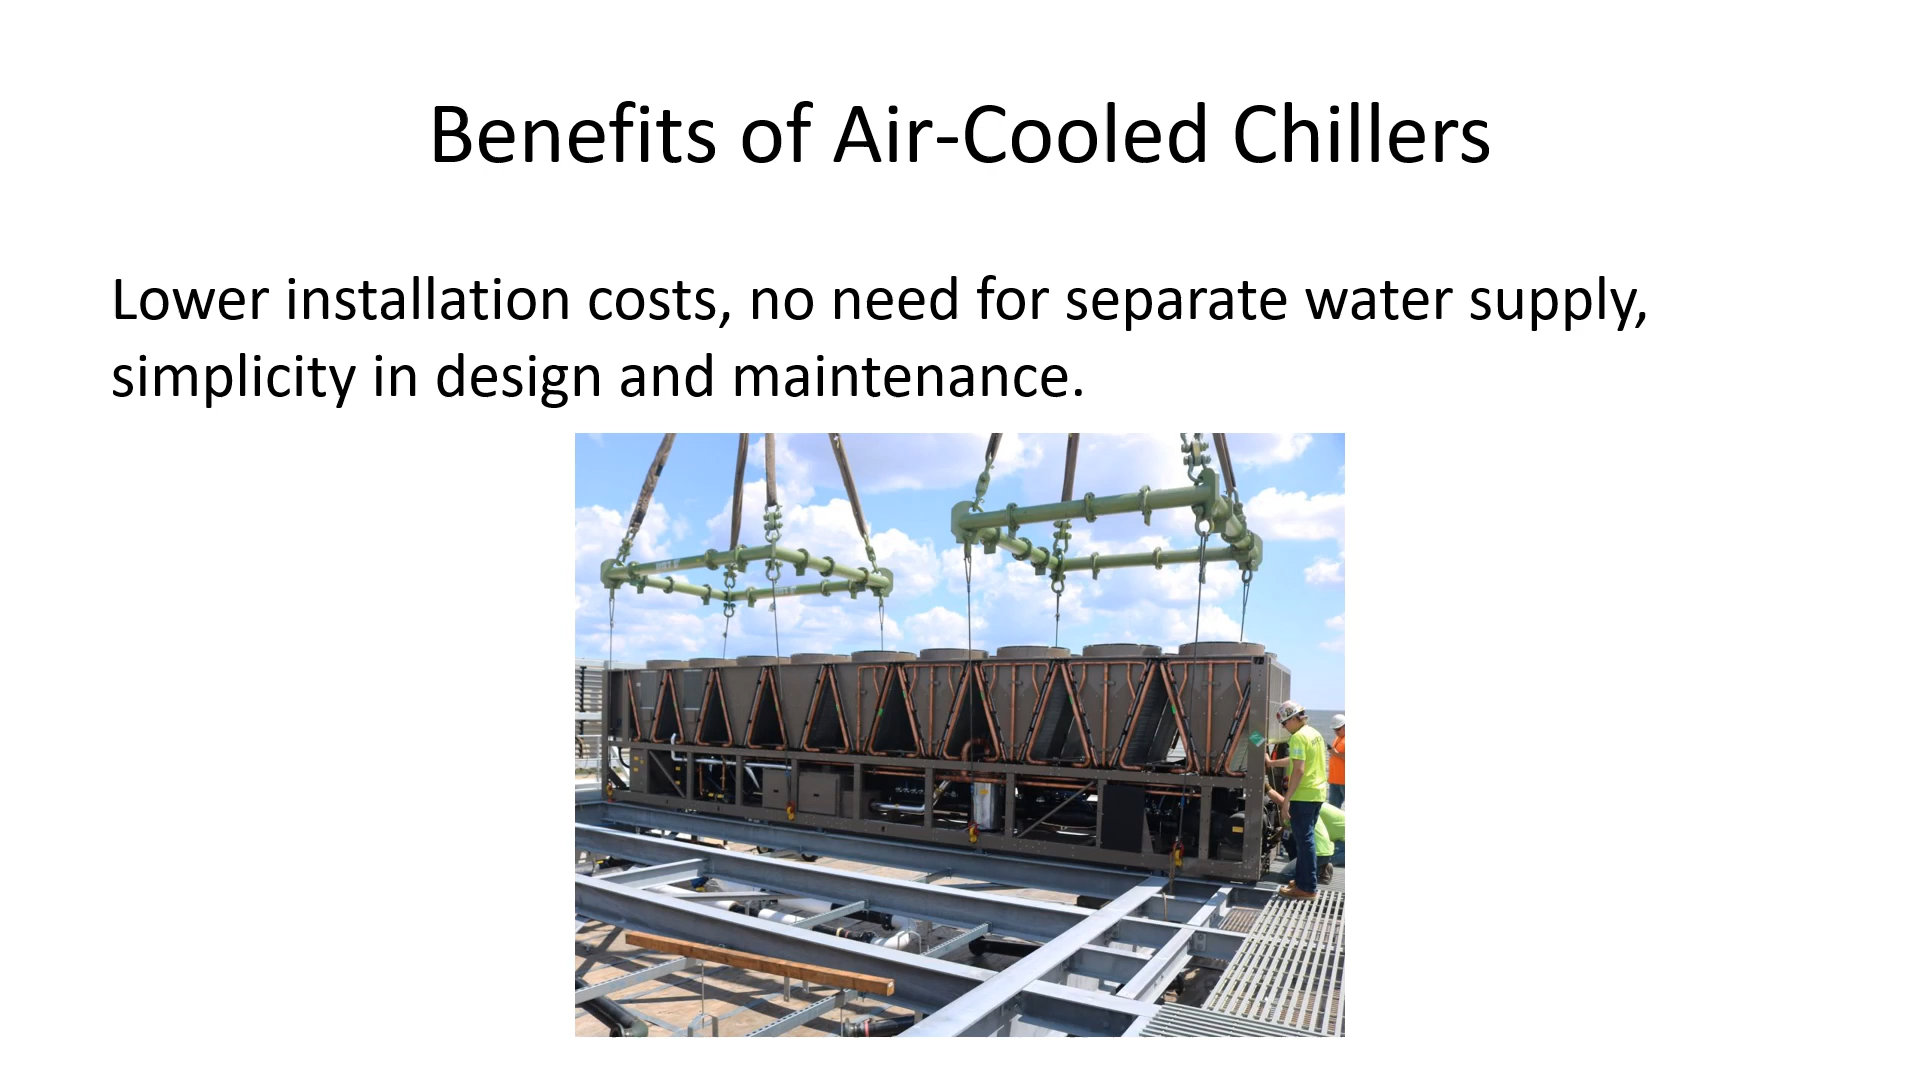 Benefits of Air-Cooled Chillers
Lower installation costs, no need for separate water supply,
simplicity in design and maintenance.